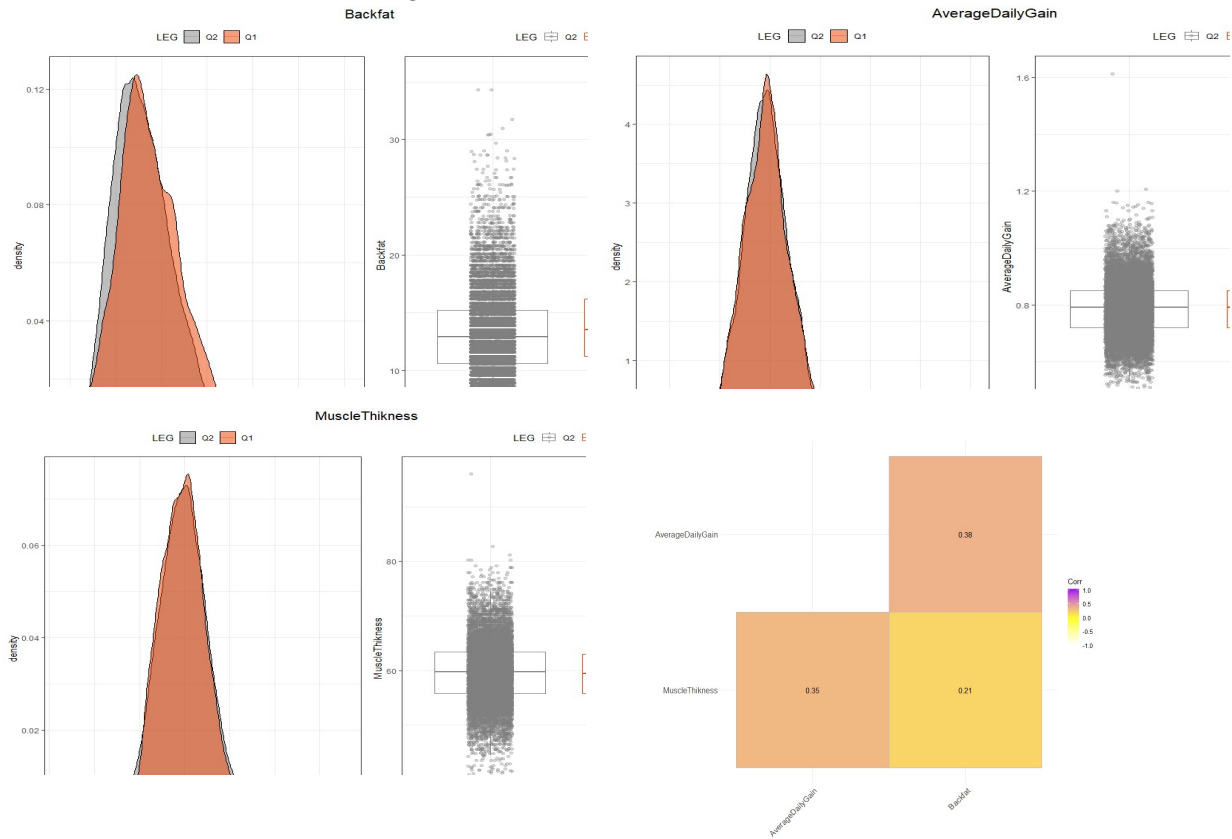 Backfat
LEG Q2 Q1
LEG Q2
0.12
0.08
0.04
density
30
20
10
Backfat
AverageDailyGain
LEG Q2 Q1
LEG Q2
4
3
2
1
density
1.6
1.2
0.8
AverageDailyGain
MuscleThikness
LEG Q2 Q1
LEG Q2
0.06
0.04
0.02
density
80
60
MuscleThikness
AverageDailyGain
MuscleThikness
0.38
0.35
0.21
AverageDailyGain
Backfat
Corr
1.0
0.5
0.0
-0.5
-1.0